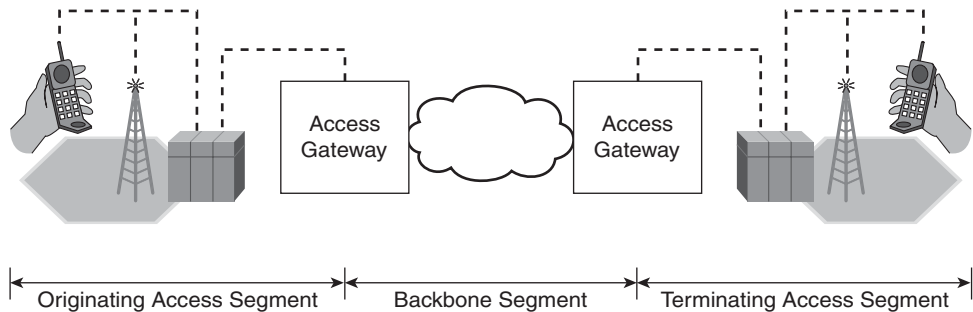 Access
Gateway
Access
Gateway
Originating Access Segment
Backbone Segment
Terminating Access Segment